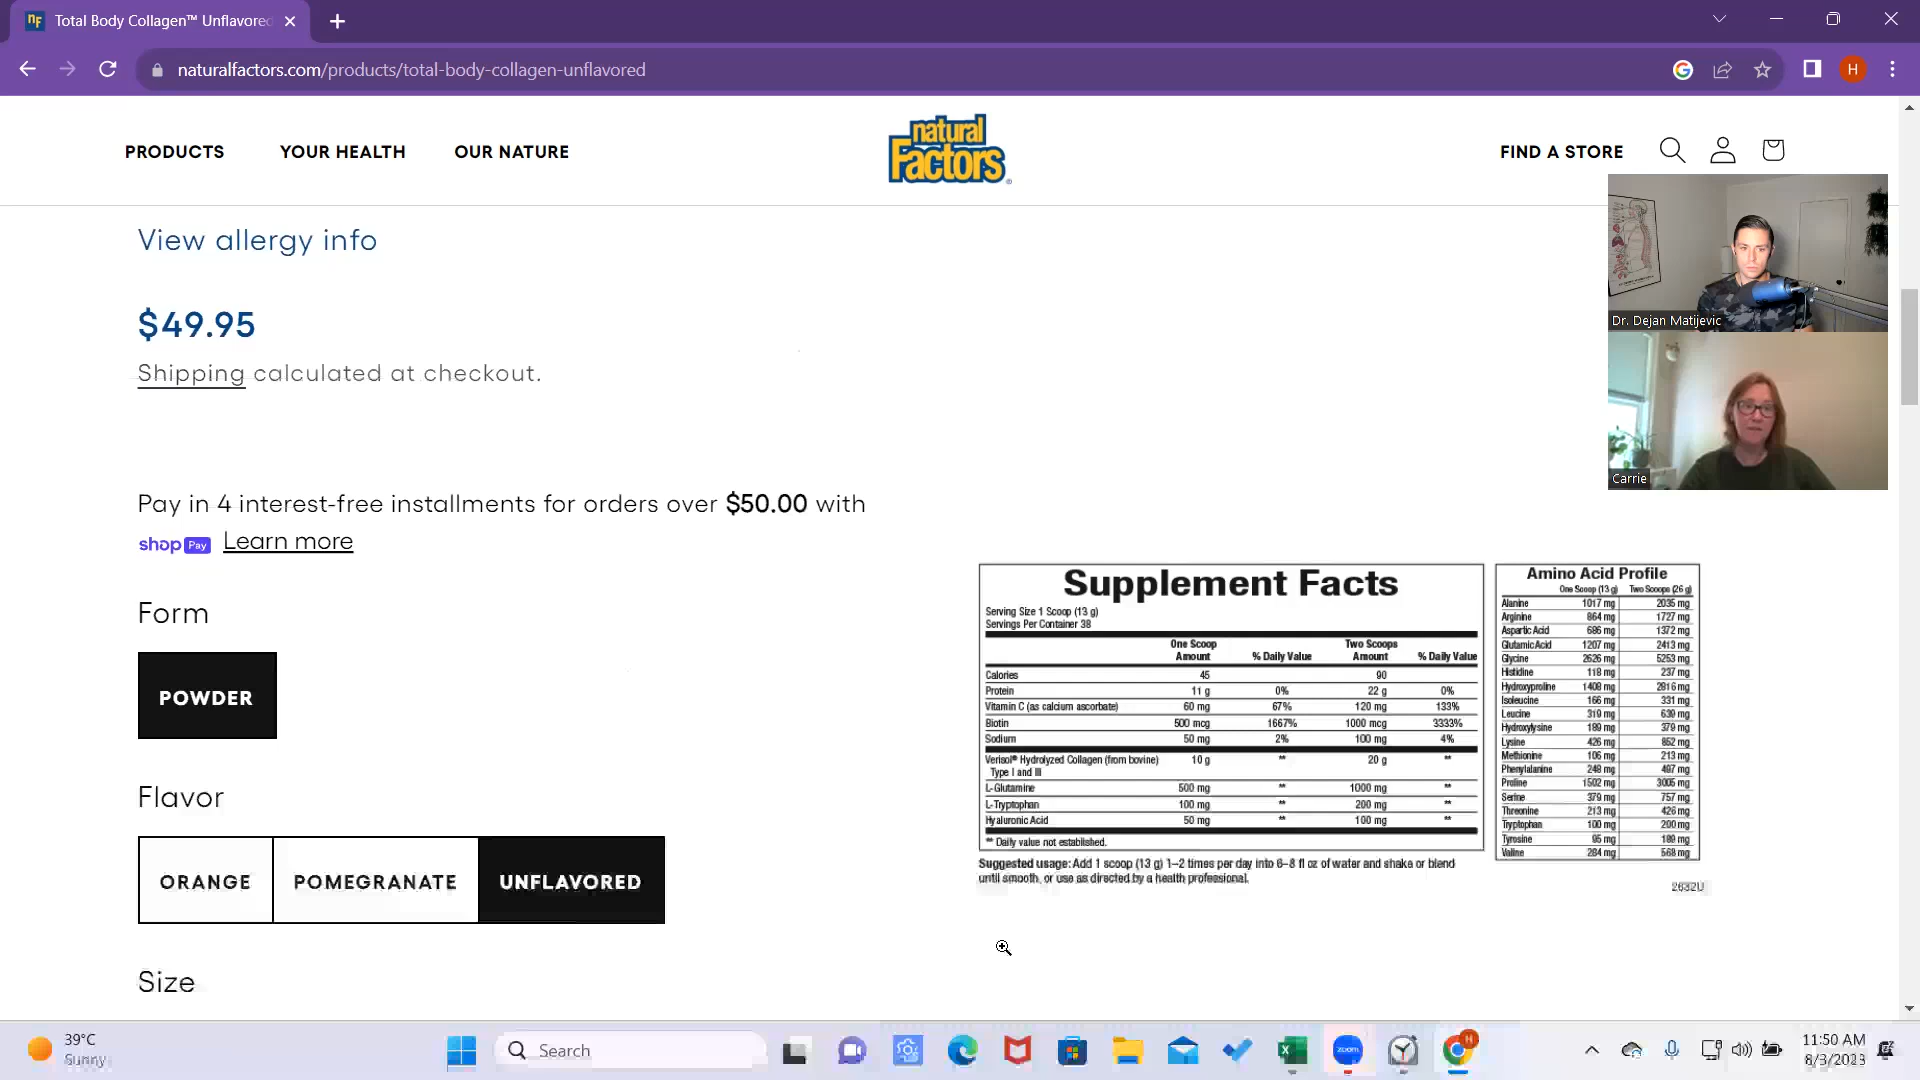 Total Body Collagen™ Unflavored
naturalfactors.com/products/total-body-collagen-unflavored
H
PRODUCTS
YOUR HEALTH
OUR NATURE
natural
Factors
FIND A STORE
View allergy info
$49.95
Shipping calculated at checkout.
Pay in 4 interest-free installments for orders over $50.00 with
shop Pay Learn more
Form
POWDER
Flavor
ORANGE
POMEGRANATE
UNFLAVORED
Size
Dr. Dejan Matijevic
Carrie
Supplement Facts
Serving Size 1 Scoop (13 g)
Servings Per Container 38
One Scoop Two Scoops
Amount % Daily Value Amount % Daily Value
Calories 45 90
Protein 11 g 0% 22 g 0%
Vitamin C (as calcium ascorbate) 60 mg 67% 120 mg 133%
Biotin 500 mcg 1667% 1000 mcg 3333%
Sodium 50 mg 2% 100 mg 4%
Verisol® Hydrolyzed Collagen (from bovine) 10 g ** 20 g **
Type I and III
L-Glutamine 500 mg ** 1000 mg **
L-Tryptophan 100 mg ** 200 mg **
Hyaluronic Acid 50 mg ** 100 mg **
** Daily value not established.
Suggested usage: Add 1 scoop (13 g) 1–2 times per day into 6–8 fl oz of water and shake or blend
until smooth, or use as directed by a health professional.
Amino Acid Profile
One Scoop (13 g) Two Scoops (26 g)
Alanine 1017 mg 2035 mg
Arginine 864 mg 1727 mg
Aspartic Acid 686 mg 1372 mg
Glutamic Acid 1207 mg 2413 mg
Glycine 2626 mg 5253 mg
Histidine 118 mg 237 mg
Hydroxyproline 1408 mg 2816 mg
Isoleucine 166 mg 331 mg
Leucine 319 mg 639 mg
Hydroxylysine 189 mg 379 mg
Lysine 426 mg 852 mg
Methionine 106 mg 213 mg
Phenylalanine 248 mg 497 mg
Proline 1502 mg 3005 mg
Serine 379 mg 757 mg
Threonine 213 mg 426 mg
Tryptophan 100 mg 200 mg
Tyrosine 95 mg 189 mg
Valine 284 mg 568 mg
2632U
39°C
Sunny
Search
zoom
11:50 AM
8/3/2023